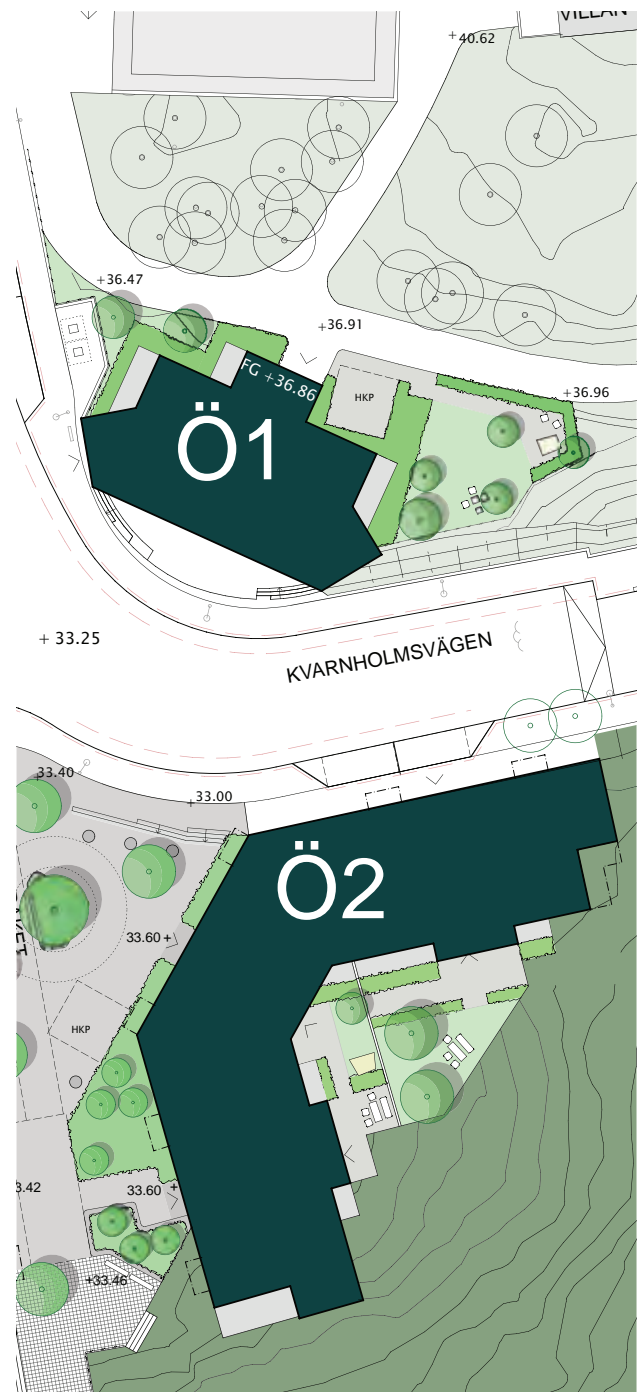 VILLAN
+40.62
+36.47
+36.91
FG +36.86
+36.96
HKP
Ö1
+ 33.25
KVARNHOLMSVÄGEN
33.40
+33.00
Ö2
33.60 +
HKP
33.60 +
3.42
+33.46